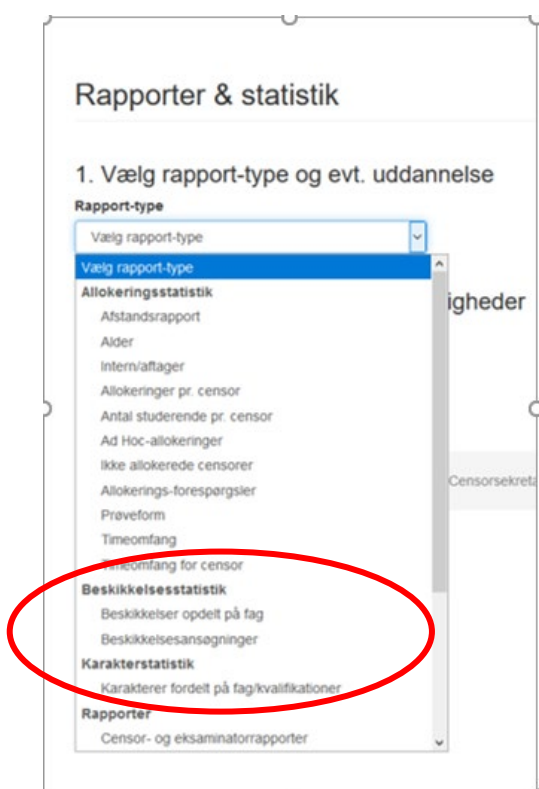 Rapporter & statistik
1. Vælg rapport-type og evt. uddannelse
Rapport-type
Vælg rapport-type
Vælg rapport-type
Allokeringsstatistik
igheder
Afstandsrapport
Alder
Intern/aftager
Allokeringer pr. censor
Antal studerende pr. censor
Ad Hoc-allokeringer
Ikke allokerede censorer
Censorsekreta
Allokerings-forespørgsler
Prøveform
Timeomfang
Timeomfang for censor
Beskikkelsesstatistik
Beskikkelser opdelt på fag
Beskikkelsesansøgninger
Karakterstatistik
Karakterer fordelt på fag/kvalifikationer
Rapporter
Censor- og eksaminatorrapporter